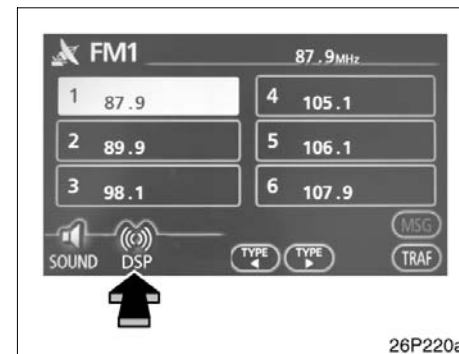 FM1 87.9MHz
1 87.9
4 105.1
2 89.9
5 106.1
3 98.1
6 107.9
MSG
SOUND DSP TYPE TYPE TRAF
26P220a